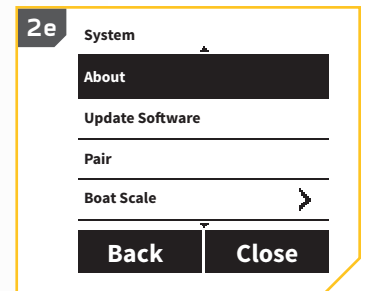 2e
System
About
Update Software
Pair
Boat Scale
Back Close